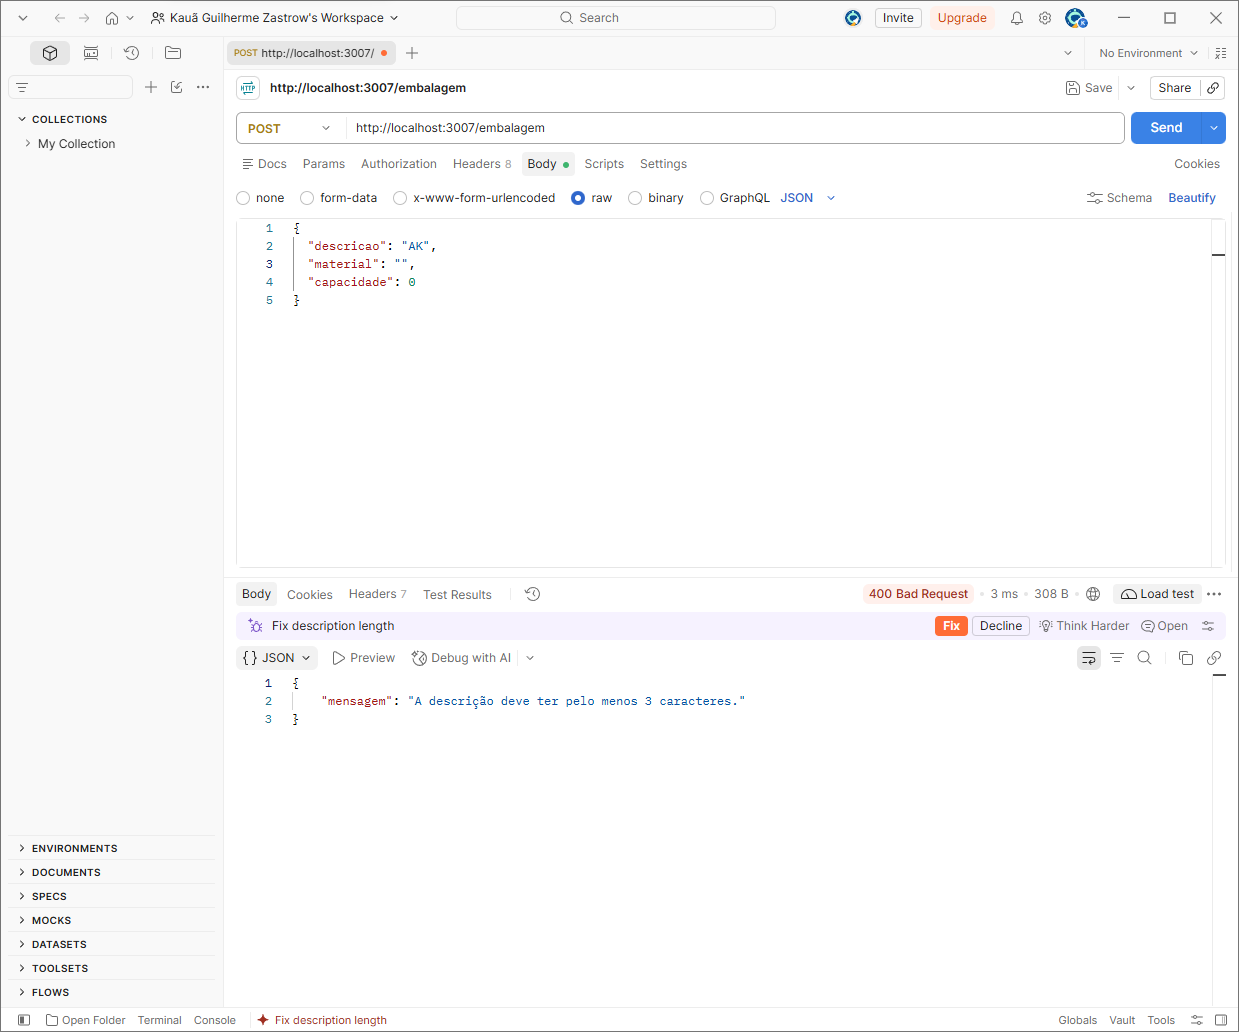 Kauã Guilherme Zastrow's Workspace
Search
Invite
Upgrade
K
POST http://localhost:3007/
No Environment
HTTP
http://localhost:3007/embalagem
Save
Share
COLLECTIONS
My Collection
POST
http://localhost:3007/embalagem
Send
Docs
Params
Authorization
Headers 8
Body
Scripts
Settings
Cookies
none
form-data
x-www-form-urlencoded
raw
binary
GraphQL
JSON
Schema
Beautify
1 {
2 "descricao": "AK",
3 "material": "",
4 "capacidade": 0
5 }
Body
Cookies
Headers 7
Test Results
400 Bad Request
3 ms
308 B
Load test
Fix description length
Fix
Decline
Think Harder
Open
{} JSON
Preview
Debug with AI
1 {
2 "mensagem": "A descrição deve ter pelo menos 3 caracteres."
3 }
ENVIRONMENTS
DOCUMENTS
SPECS
MOCKS
DATASETS
TOOLSETS
FLOWS
Open Folder
Terminal
Console
Fix description length
Globals
Vault
Tools